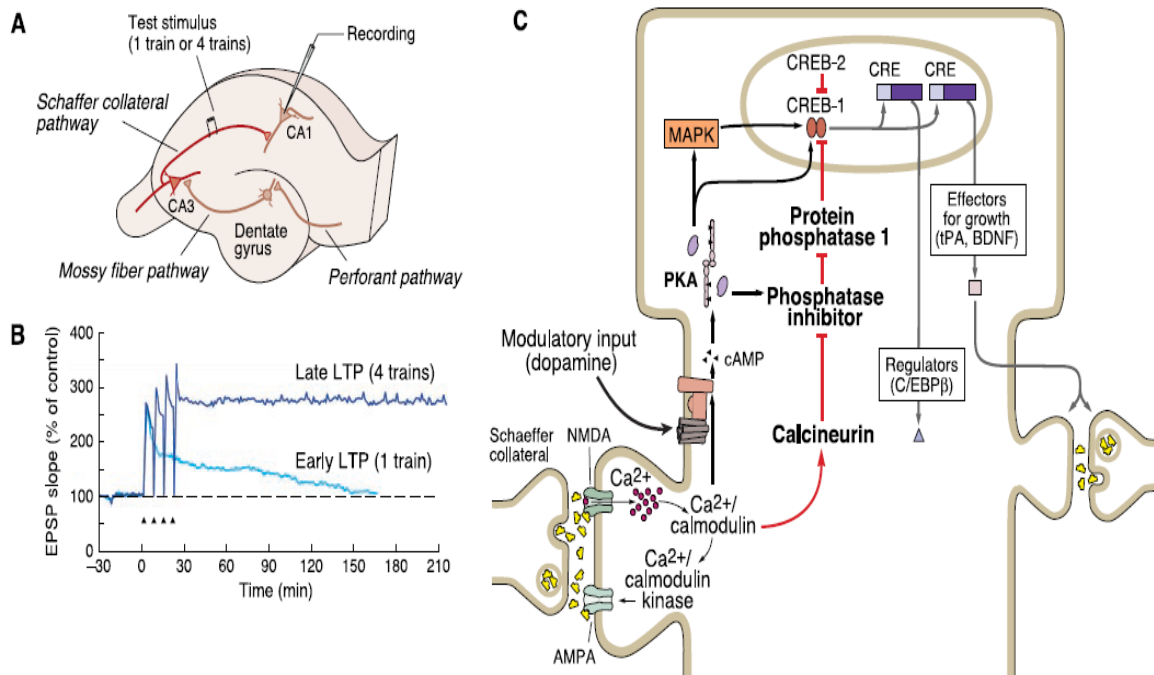 A
Test stimulus
(1 train or 4 trains)
Recording
Schaffer collateral
pathway
CA1
CA3
Dentate
gyrus
Mossy fiber pathway
Perforant pathway
B
EPSP slope (% of control)
400
300
200
100
0
Late LTP (4 trains)
Early LTP (1 train)
–30
0
30
60
90
120
150
180
210
Time (min)
C
CREB-2
CREB-1
CRE
CRE
MAPK
Effectors
for growth
(tPA, BDNF)
Protein
phosphatase 1
PKA
Phosphatase
inhibitor
Modulatory input
(dopamine)
cAMP
Regulators
(C/EBPβ)
Calcineurin
Schaeffer
collateral
NMDA
Ca2+
Ca2+/
calmodulin
Ca2+/
calmodulin
kinase
AMPA